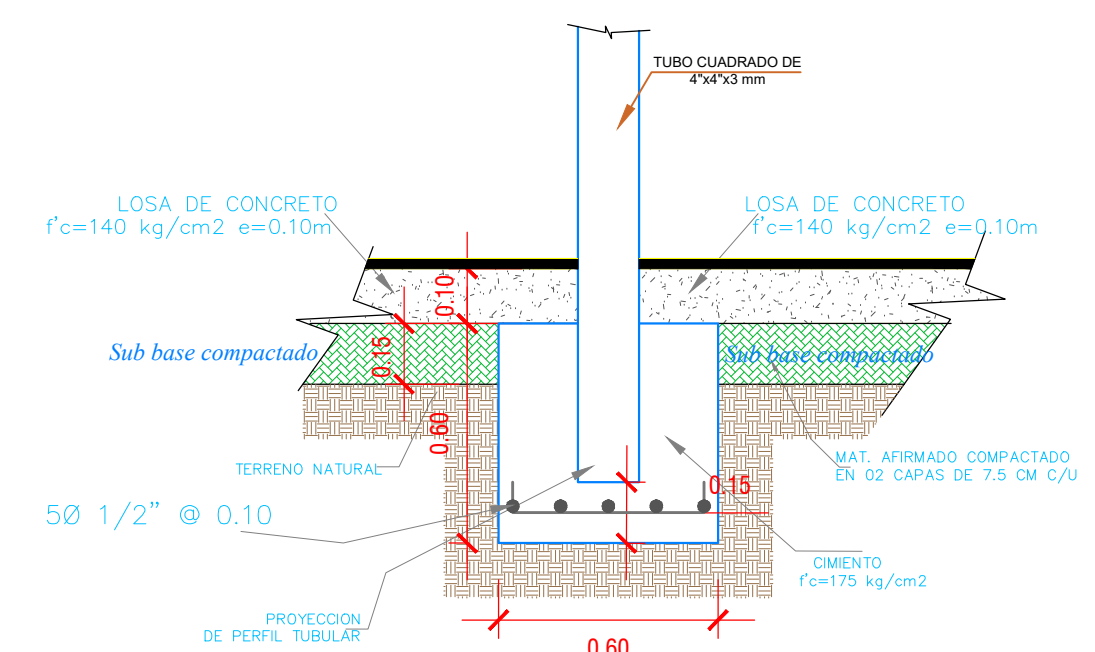 TUBO CUADRADO DE
4"x4"x3 mm
LOSA DE CONCRETO
f'c=140 kg/cm2 e=0.10m
LOSA DE CONCRETO
f'c=140 kg/cm2 e=0.10m
0.10
Sub base compactado
0.15
Sub base compactado
0.60
TERRENO NATURAL
MAT. AFIRMADO COMPACTADO
EN 02 CAPAS DE 7.5 CM C/U
0.15
5Ø 1/2” @ 0.10
CIMIENTO
f'c=175 kg/cm2
PROYECCION
DE PERFIL TUBULAR
0.60